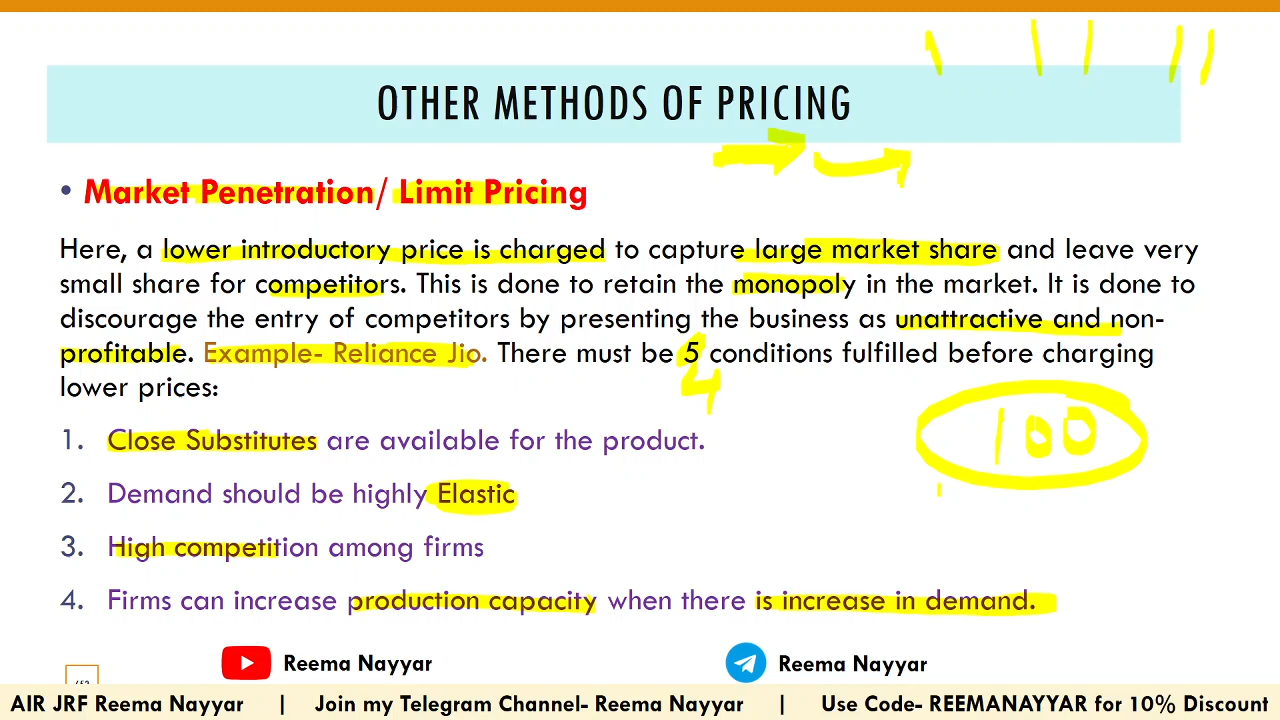 OTHER METHODS OF PRICING
• Market Penetration/ Limit Pricing
Here, a lower introductory price is charged to capture large market share and leave very
small share for competitors. This is done to retain the monopoly in the market. It is done to
discourage the entry of competitors by presenting the business as unattractive and non-
profitable. Example- Reliance Jio. There must be 5 conditions fulfilled before charging
4
lower prices:
100
1. Close Substitutes are available for the product.
2. Demand should be highly Elastic
3. High competition among firms
4. Firms can increase production capacity when there is increase in demand.
Reema Nayyar
Reema Nayyar
AIR JRF Reema Nayyar | Join my Telegram Channel- Reema Nayyar | Use Code- REEMANAYYAR for 10% Discount